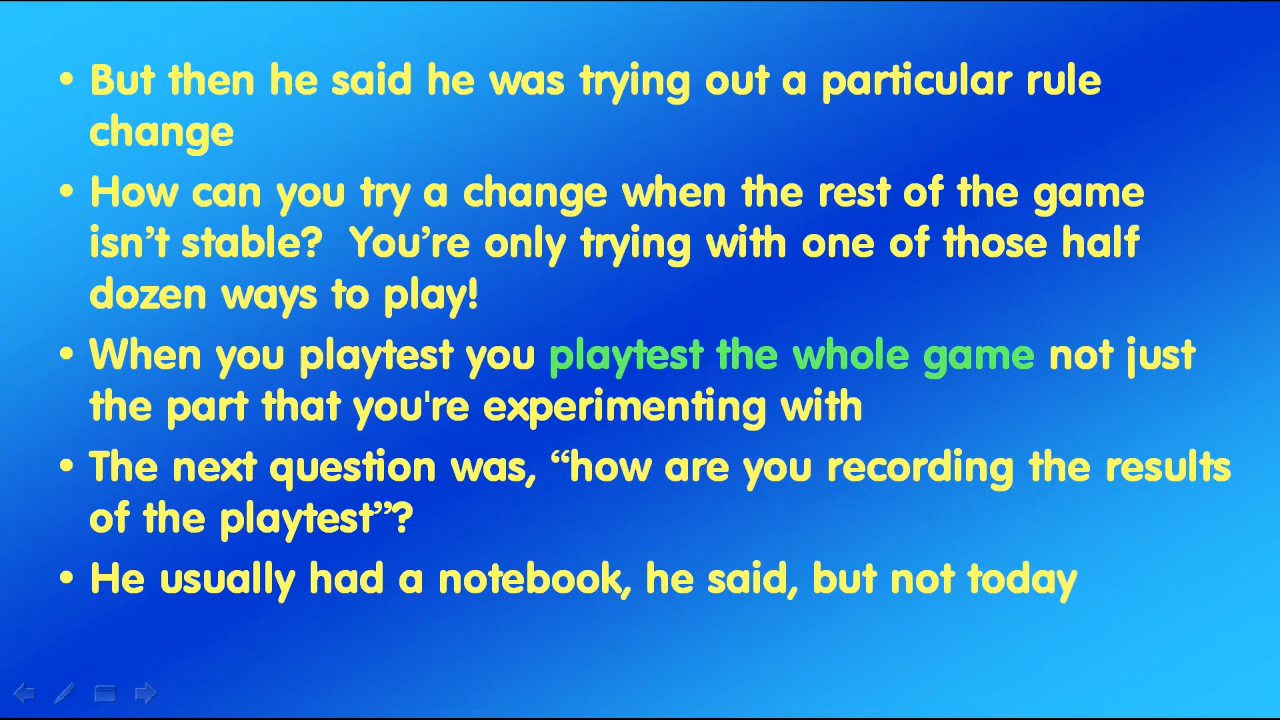 • But then he said he was trying out a particular rule
change
• How can you try a change when the rest of the game
isn’t stable?  You’re only trying with one of those half
dozen ways to play!
• When you playtest you playtest the whole game not just
the part that you're experimenting with
• The next question was, “how are you recording the results
of the playtest”?
• He usually had a notebook, he said, but not today